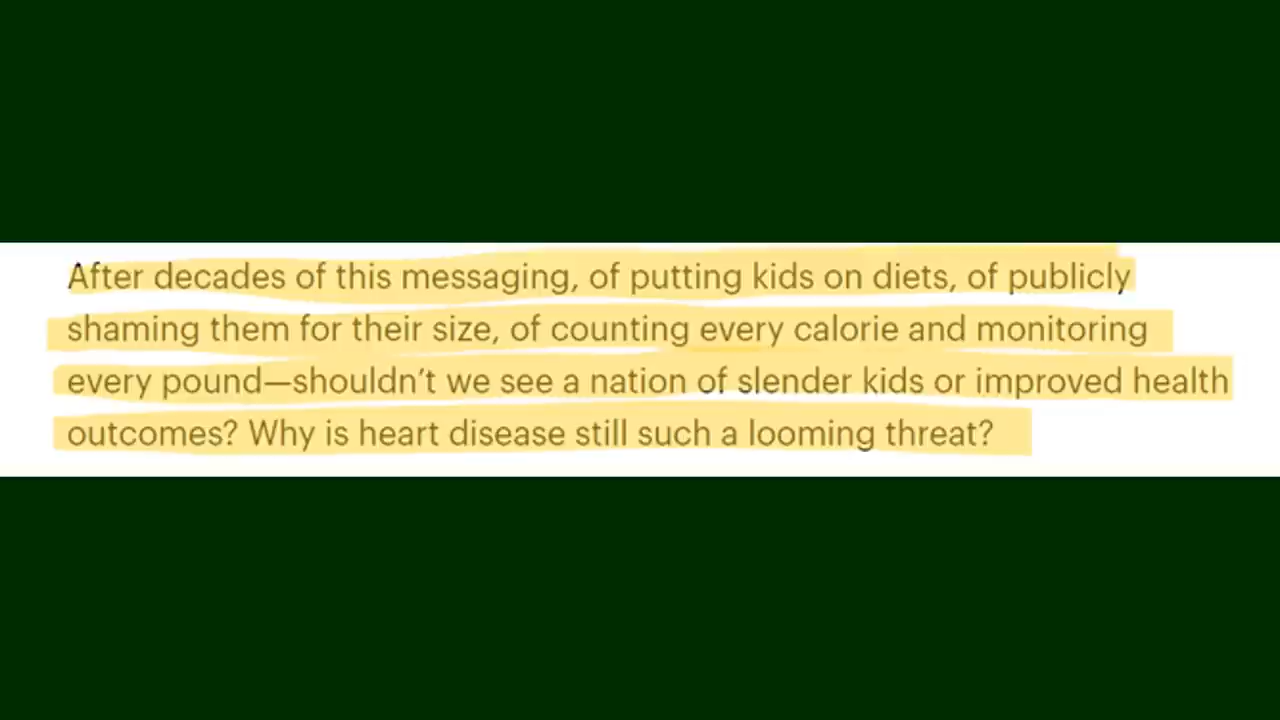 After decades of this messaging, of putting kids on diets, of publicly
shaming them for their size, of counting every calorie and monitoring
every pound—shouldn’t we see a nation of slender kids or improved health
outcomes? Why is heart disease still such a looming threat?